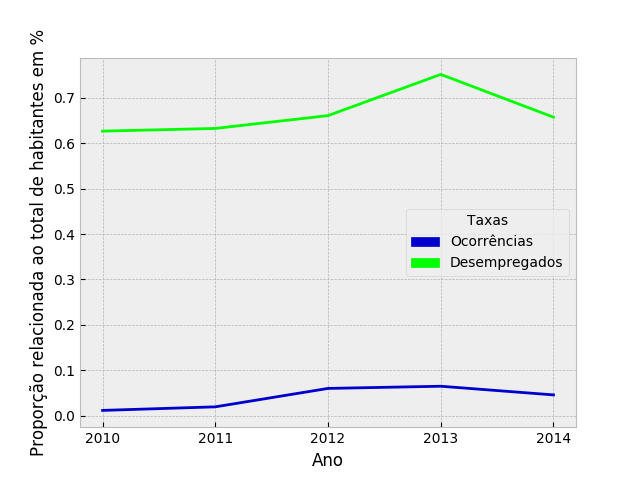 Proporção relacionada ao total de habitantes em %
0.7
0.6
0.5
0.4
0.3
0.2
0.1
0.0
Taxas
Ocorrências
Desempregados
2010 2011 2012 2013 2014
Ano